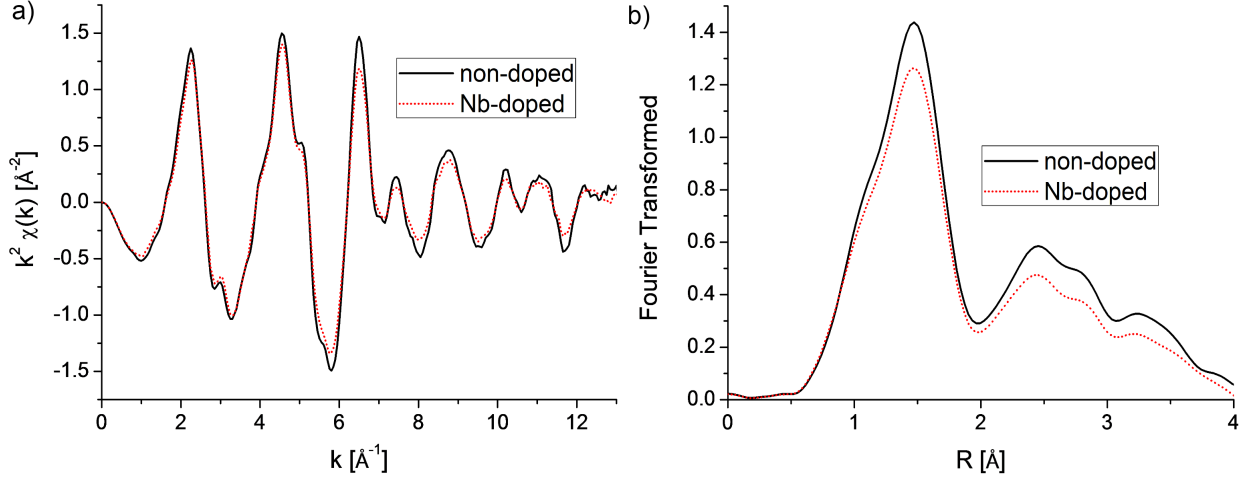 a)
k² χ(k) [Å⁻²]
1.5
1.0
0.5
0.0
-0.5
-1.0
-1.5
0 2 4 6 8 10 12
k [Å⁻¹]
non-doped
Nb-doped
b)
Fourier Transformed
1.4
1.2
1.0
0.8
0.6
0.4
0.2
0.0
0 1 2 3 4
R [Å]
non-doped
Nb-doped